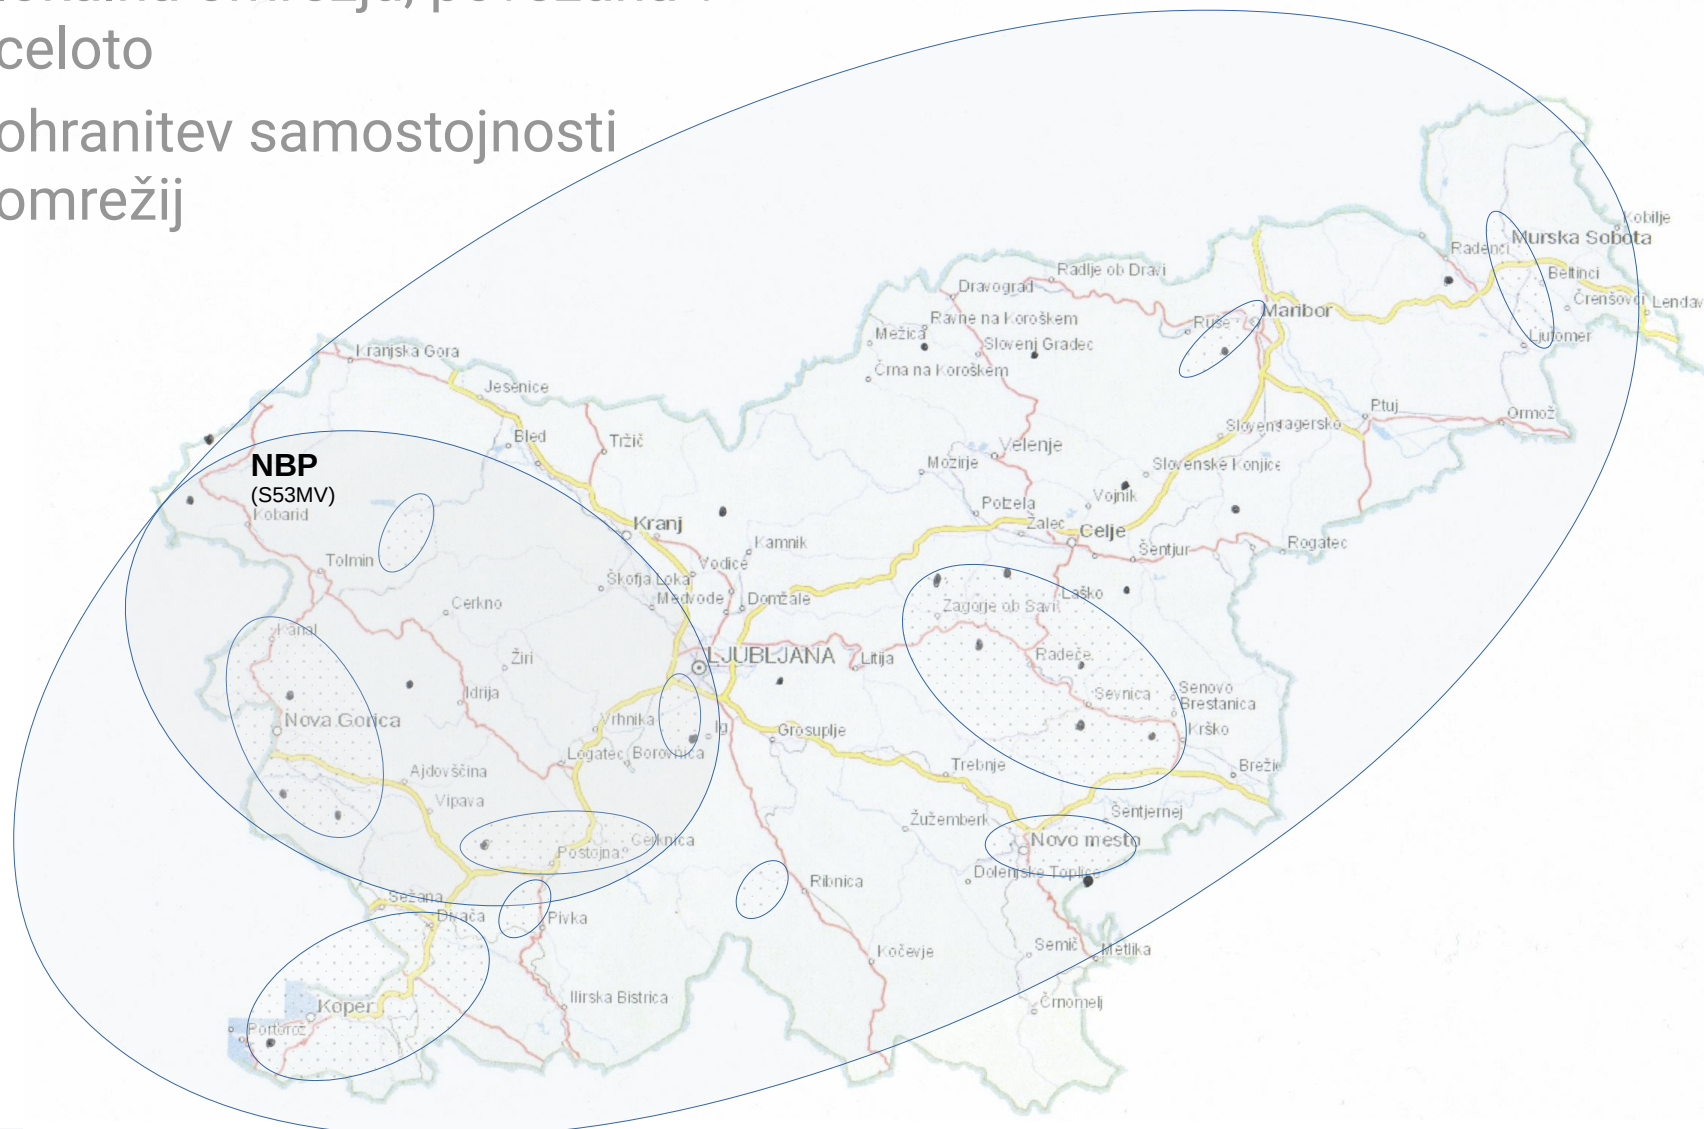 celoto
ohranitev samostojnosti
omrežij
Kobilje
Murska Sobota
Radenci
Beltinci
Črenšovci
Lendav
Ljutomer
Radlje ob Dravi
Dravograd
Ravne na Koroškem
Mežica
Slovenj Gradec
Črna na Koroškem
Ruše
Maribor
Kranjska Gora
Jesenice
Bled
Tržič
Ptuj
Ormož
Velenje
Mozirje
Slovenske Konjice
NBP
(S53MV)
Kobarid
Tolmin
Kranj
Kamnik
Vodice
Polzela
Vojnik
Žalec
Celje
Šentjur
Rogatec
Škofja Loka
Medvode
Domžale
Cerkno
Laško
Zagorje ob Savi
Kanal
Žiri
LJUBLJANA
Litija
Radeče
Idrija
Sevnica
Senovo
Brestanica
Nova Gorica
Vrhnika
Ig
Grosuplje
Krško
Logatec
Borovnica
Ajdovščina
Trebnje
Vipava
Žužemberk
Šentjernej
Cerknica
Postojna
Novo mesto
Dolenjske Toplice
Ribnica
Sežana
Divača
Pivka
Kočevje
Semič
Metlika
Ilirska Bistrica
Črnomelj
Koper
Portorož